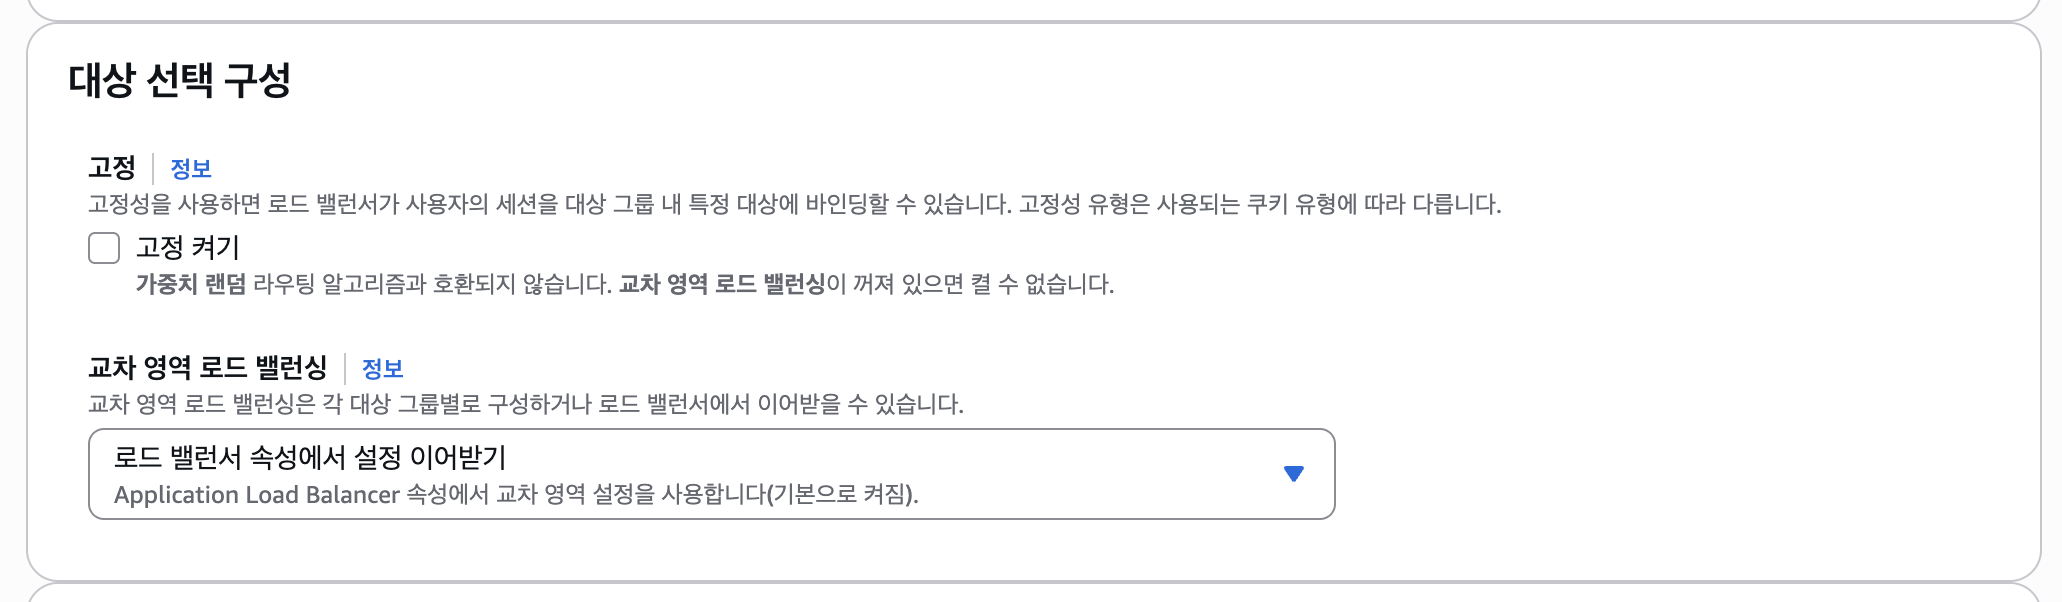 대상 선택 구성
고정
정보
고정성을 사용하면 로드 밸런서가 사용자의 세션을 대상 그룹 내 특정 대상에 바인딩할 수 있습니다. 고정성 유형은 사용되는 쿠키 유형에 따라 다릅니다.
고정 켜기
가중치 랜덤 라우팅 알고리즘과 호환되지 않습니다. 교차 영역 로드 밸런싱이 꺼져 있으면 켤 수 없습니다.
교차 영역 로드 밸런싱
정보
교차 영역 로드 밸런싱은 각 대상 그룹별로 구성하거나 로드 밸런서에서 이어받을 수 있습니다.
로드 밸런서 속성에서 설정 이어받기
Application Load Balancer 속성에서 교차 영역 설정을 사용합니다(기본으로 켜짐).